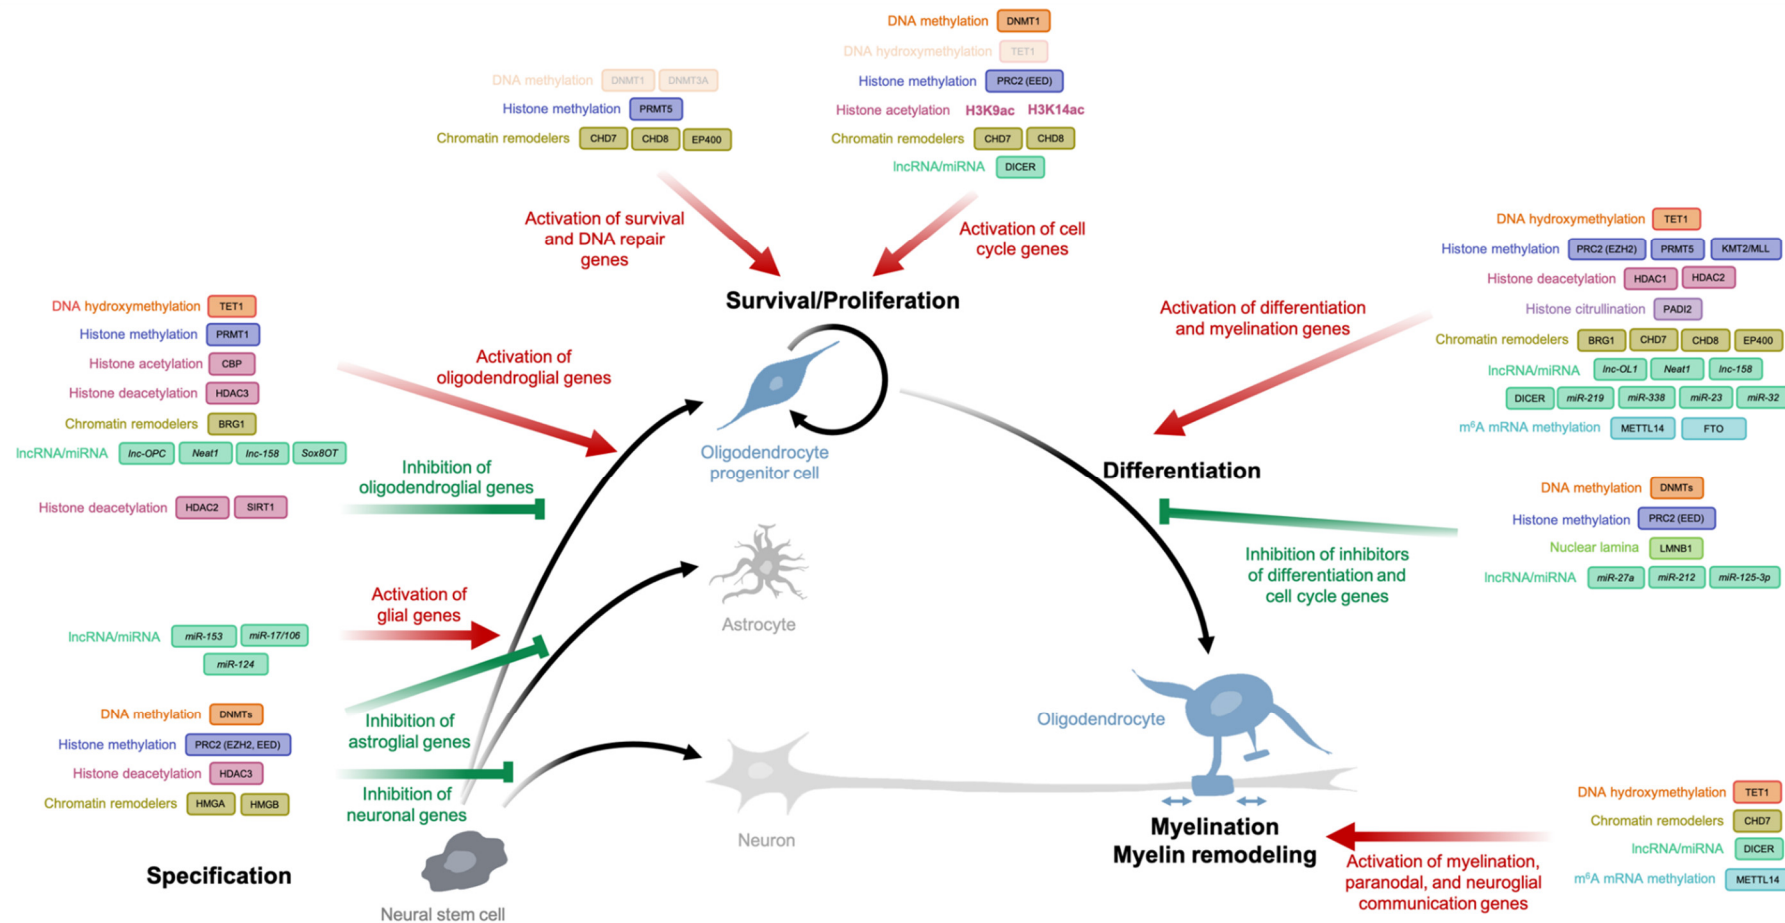 DNA methylation DNMT1
DNA hydroxymethylation TET1
Histone methylation PRC2 (EED)
Histone acetylation H3K9ac H3K14ac
Chromatin remodelers CHD7 CHD8
lncRNA/miRNA DICER
Activation of cell
cycle genes
DNA methylation DNMT1 DNMT3A
Histone methylation PRMT5
Chromatin remodelers CHD7 CHD8 EP400
Activation of survival
and DNA repair
genes
Survival/Proliferation
Oligodendrocyte
progenitor cell
DNA hydroxymethylation TET1
Histone methylation PRMT1
Histone acetylation CBP
Histone deacetylation HDAC3
Chromatin remodelers BRG1
lncRNA/miRNA lnc-OPC Neat1 lnc-158 Sox8OT
Activation of
oligodendroglial genes
Histone deacetylation HDAC2 SIRT1
Inhibition of
oligodendroglial genes
lncRNA/miRNA miR-153 miR-17/106
miR-124
Activation of
glial genes
DNA methylation DNMTs
Histone methylation PRC2 (EZH2, EED)
Histone deacetylation HDAC3
Chromatin remodelers HMGA HMGB
Inhibition of
astroglial genes
Inhibition of
neuronal genes
Specification
Neural stem cell
Astrocyte
Neuron
DNA hydroxymethylation TET1
Histone methylation PRC2 (EZH2) PRMT5 KMT2/MLL
Histone deacetylation HDAC1 HDAC2
Histone citrullination PADI2
Chromatin remodelers BRG1 CHD7 CHD8 EP400
lncRNA/miRNA lnc-OL1 Neat1 lnc-158
DICER miR-219 miR-338 miR-23 miR-32
m⁶A mRNA methylation METTL14 FTO
Activation of differentiation
and myelination genes
Differentiation
DNA methylation DNMTs
Histone methylation PRC2 (EED)
Nuclear lamina LMNB1
lncRNA/miRNA miR-27a miR-212 miR-125-3p
Inhibition of inhibitors
of differentiation and
cell cycle genes
Oligodendrocyte
Myelination
Myelin remodeling
DNA hydroxymethylation TET1
Chromatin remodelers CHD7
lncRNA/miRNA DICER
m⁶A mRNA methylation METTL14
Activation of myelination,
paranodal, and neuroglial
communication genes